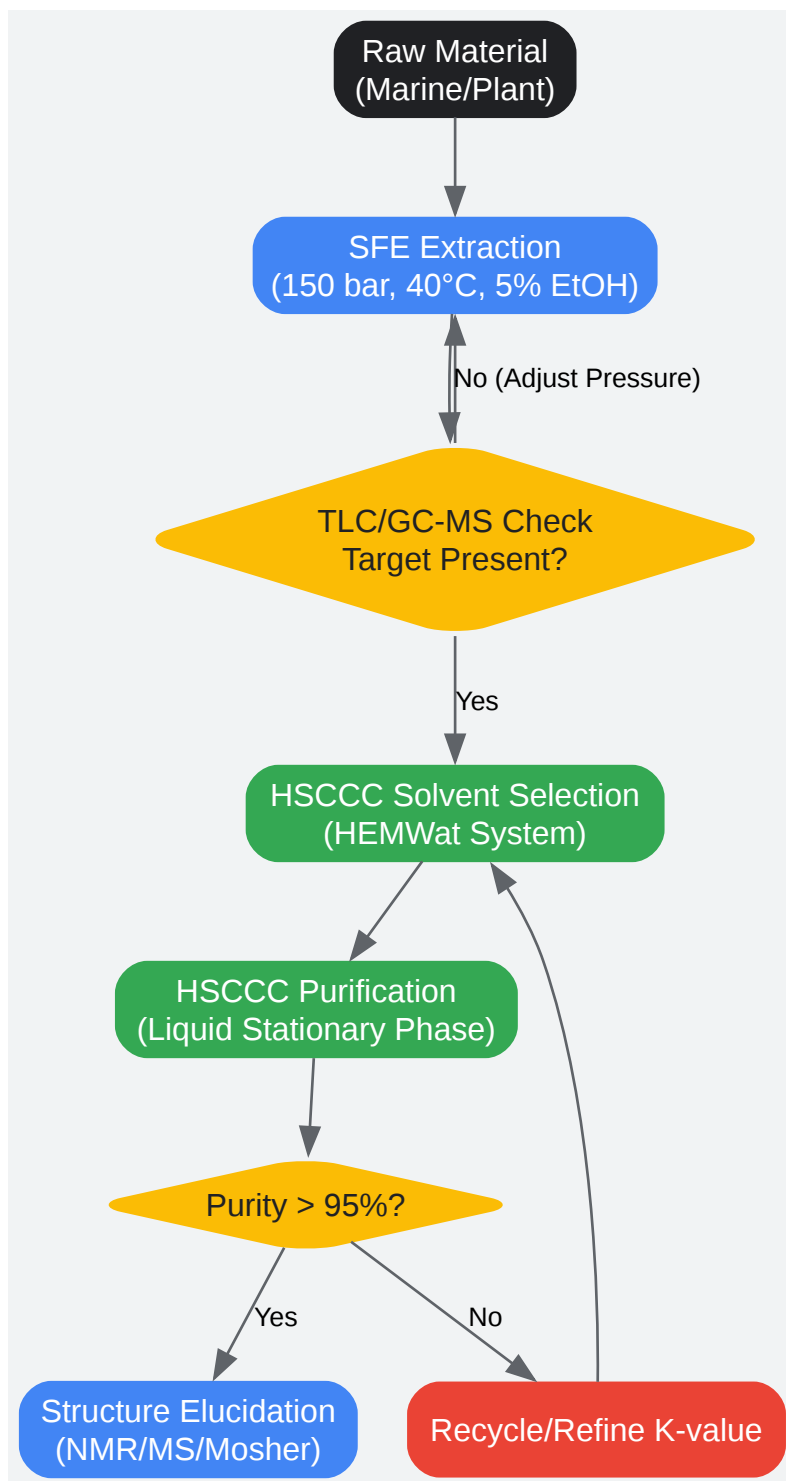 Raw Material
(Marine/Plant)
SFE Extraction
(150 bar, 40°C, 5% EtOH)
No (Adjust Pressure)
TLC/GC-MS Check
Target Present?
Yes
HSCCC Solvent Selection
(HEMWat System)
HSCCC Purification
(Liquid Stationary Phase)
Purity > 95%?
Yes
No
Structure Elucidation
(NMR/MS/Mosher)
Recycle/Refine K-value